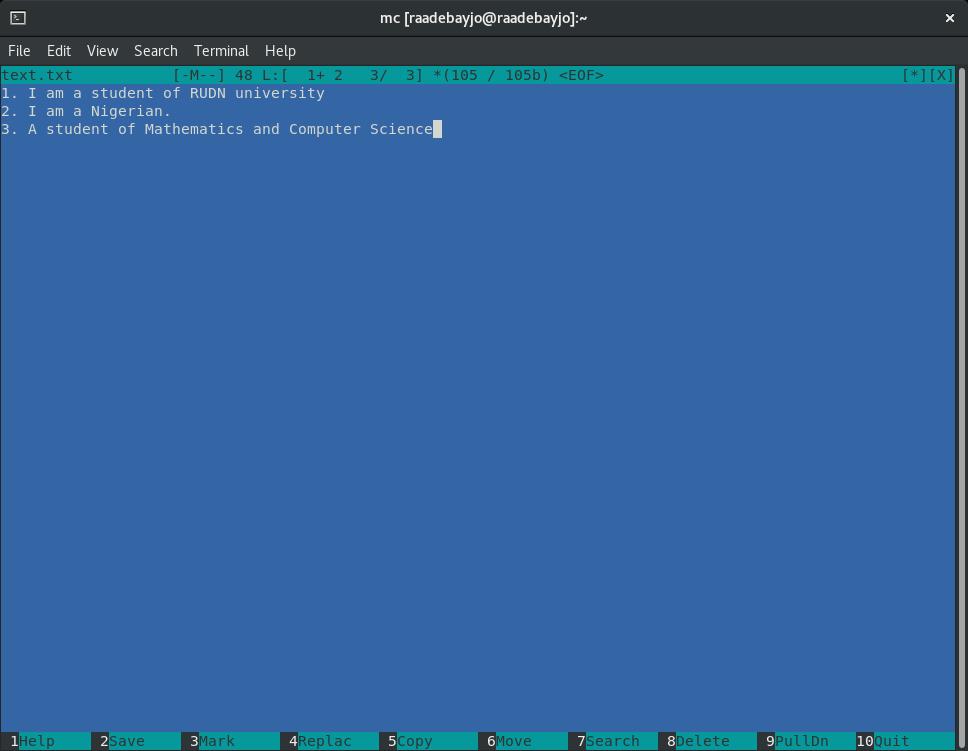 mc [raadebayjo@raadebayjo]:~
File Edit View Search Terminal Help
text.txt [-M--] 48 L:[ 1+ 2 3/ 3] *(105 / 105b) <EOF> [*][X]
1. I am a student of RUDN university
2. I am a Nigerian.
3. A student of Mathematics and Computer Science
1Help 2Save 3Mark 4Replac 5Copy 6Move 7Search 8Delete 9PullDn 10Quit